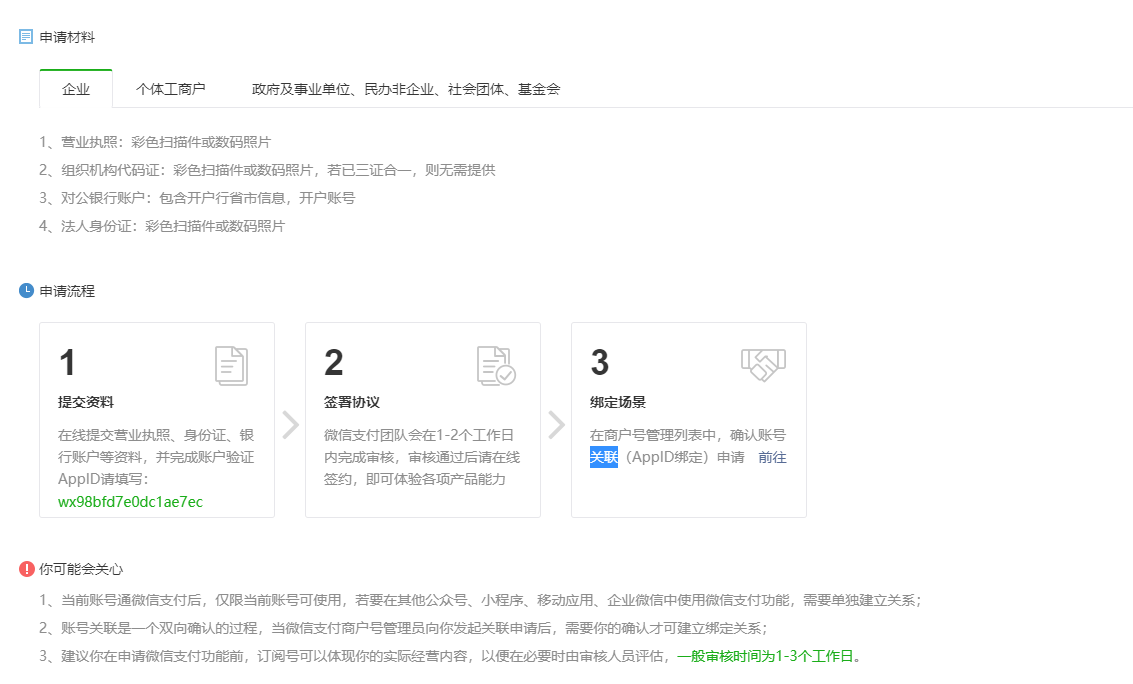 申请材料
企业 个体工商户 政府及事业单位、民办非企业、社会团体、基金会
1、营业执照：彩色扫描件或数码照片
2、组织机构代码证：彩色扫描件或数码照片，若已三证合一，则无需提供
3、对公银行账户：包含开户行省市信息，开户账号
4、法人身份证：彩色扫描件或数码照片
申请流程
1
提交资料
在线提交营业执照、身份证、银
行账户等资料，并完成账户验证
AppID请填写：
wx98bfd7e0dc1ae7ec
2
签署协议
微信支付团队会在1-2个工作日
内完成审核，审核通过后请在线
签约，即可体验各项产品能力
3
绑定场景
在商户号管理列表中，确认账号
关联（AppID绑定）申请 前往
你可能会关心
1、当前账号通微信支付后，仅限当前账号可使用，若要在其他公众号、小程序、移动应用、企业微信中使用微信支付功能，需要单独建立关系；
2、账号关联是一个双向确认的过程，当微信支付商户号管理员向你发起关联申请后，需要你的确认才可建立绑定关系；
3、建议你在申请微信支付功能前，订阅号可以体现你的实际经营内容，以便在必要时由审核人员评估，一般审核时间为1-3个工作日。